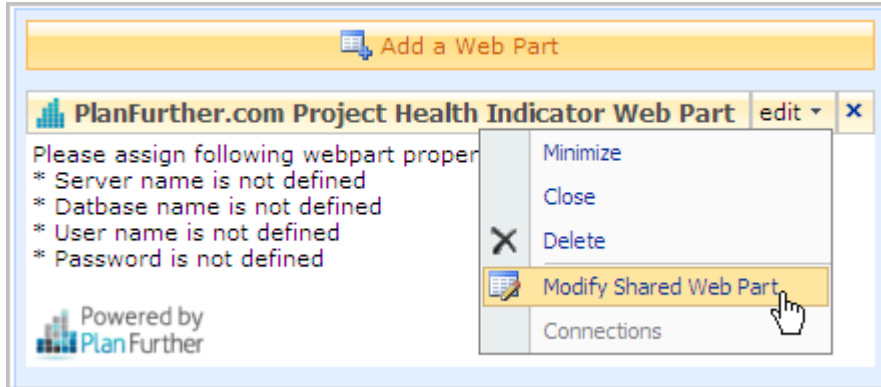 Add a Web Part
PlanFurther.com Project Health Indicator Web Part edit
Please assign following webpart proper
* Server name is not defined
* Datbase name is not defined
* User name is not defined
* Password is not defined
Powered by
PlanFurther
Minimize
Close
Delete
Modify Shared Web Part
Connections